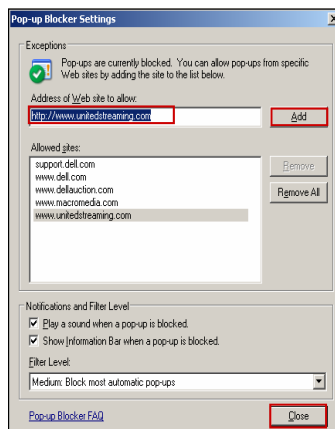 Pop-up Blocker Settings
Exceptions
Pop-ups are currently blocked. You can allow pop-ups from specific
Web sites by adding the site to the list below.
Address of Web site to allow:
http://www.unitedstreaming.com
Add
Allowed sites:
support.dell.com
www.dell.com
www.dellauction.com
www.macromedia.com
www.unitedstreaming.com
Remove
Remove All
Notifications and Filter Level
Play a sound when a pop-up is blocked.
Show Information Bar when a pop-up is blocked.
Filter Level:
Medium: Block most automatic pop-ups
Pop-up Blocker FAQ
Close